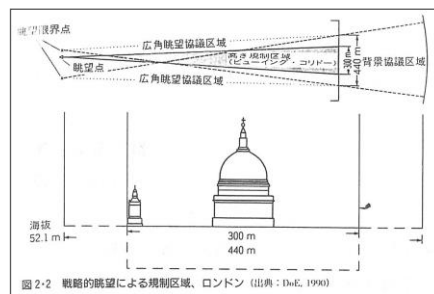 眺望限界点
広角眺望協議区域
高さ規制区域
(ビューイング・コリドー)
300 m
440 m
背景協議区域
眺望点
広角眺望協議区域
海抜
52.1 m
300 m
440 m
図2・2 戦略的眺望による規制区域、ロンドン (出典：DoE, 1990)